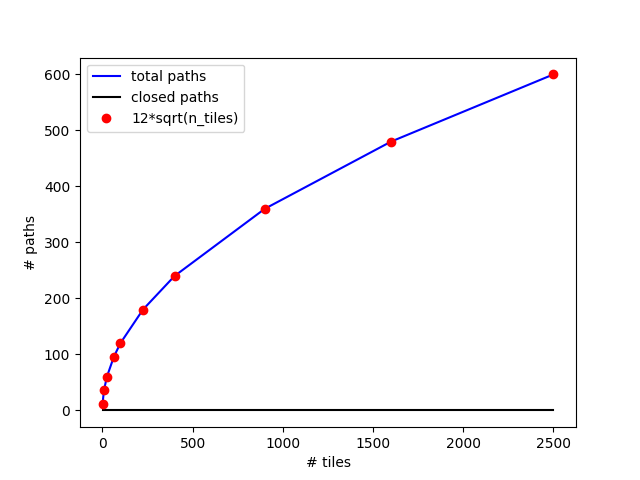 total paths
closed paths
12*sqrt(n_tiles)
# paths
600
500
400
300
200
100
0
0 500 1000 1500 2000 2500
# tiles